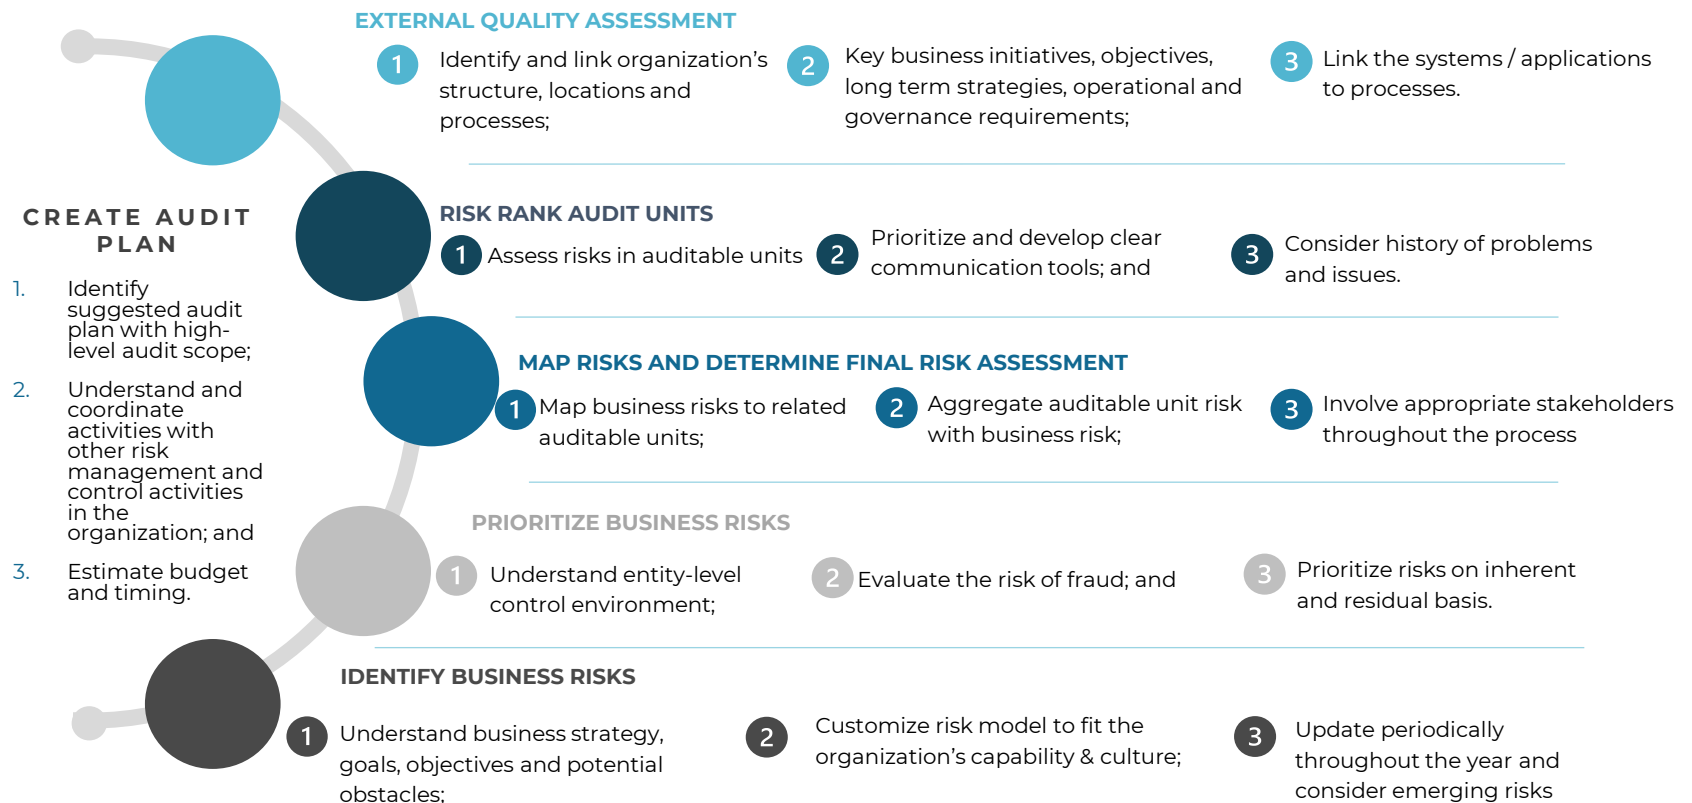 EXTERNAL QUALITY ASSESSMENT
1
Identify and link organization's
structure, locations and
processes;
2
Key business initiatives, objectives,
long term strategies, operational and
governance requirements;
3
Link the systems / applications
to processes.
CREATE AUDIT
PLAN
1. Identify
suggested audit
plan with high-
level audit scope;
2. Understand and
coordinate
activities with
other risk
management and
control activities
in the
organization; and
3. Estimate budget
and timing.
RISK RANK AUDIT UNITS
1
Assess risks in auditable units
2
Prioritize and develop clear
communication tools; and
3
Consider history of problems
and issues.
MAP RISKS AND DETERMINE FINAL RISK ASSESSMENT
1
Map business risks to related
auditable units;
2
Aggregate auditable unit risk
with business risk;
3
Involve appropriate stakeholders
throughout the process
PRIORITIZE BUSINESS RISKS
1
Understand entity-level
control environment;
2
Evaluate the risk of fraud; and
3
Prioritize risks on inherent
and residual basis.
IDENTIFY BUSINESS RISKS
1
Understand business strategy,
goals, objectives and potential
obstacles;
2
Customize risk model to fit the
organization's capability & culture;
3
Update periodically
throughout the year and
consider emerging risks